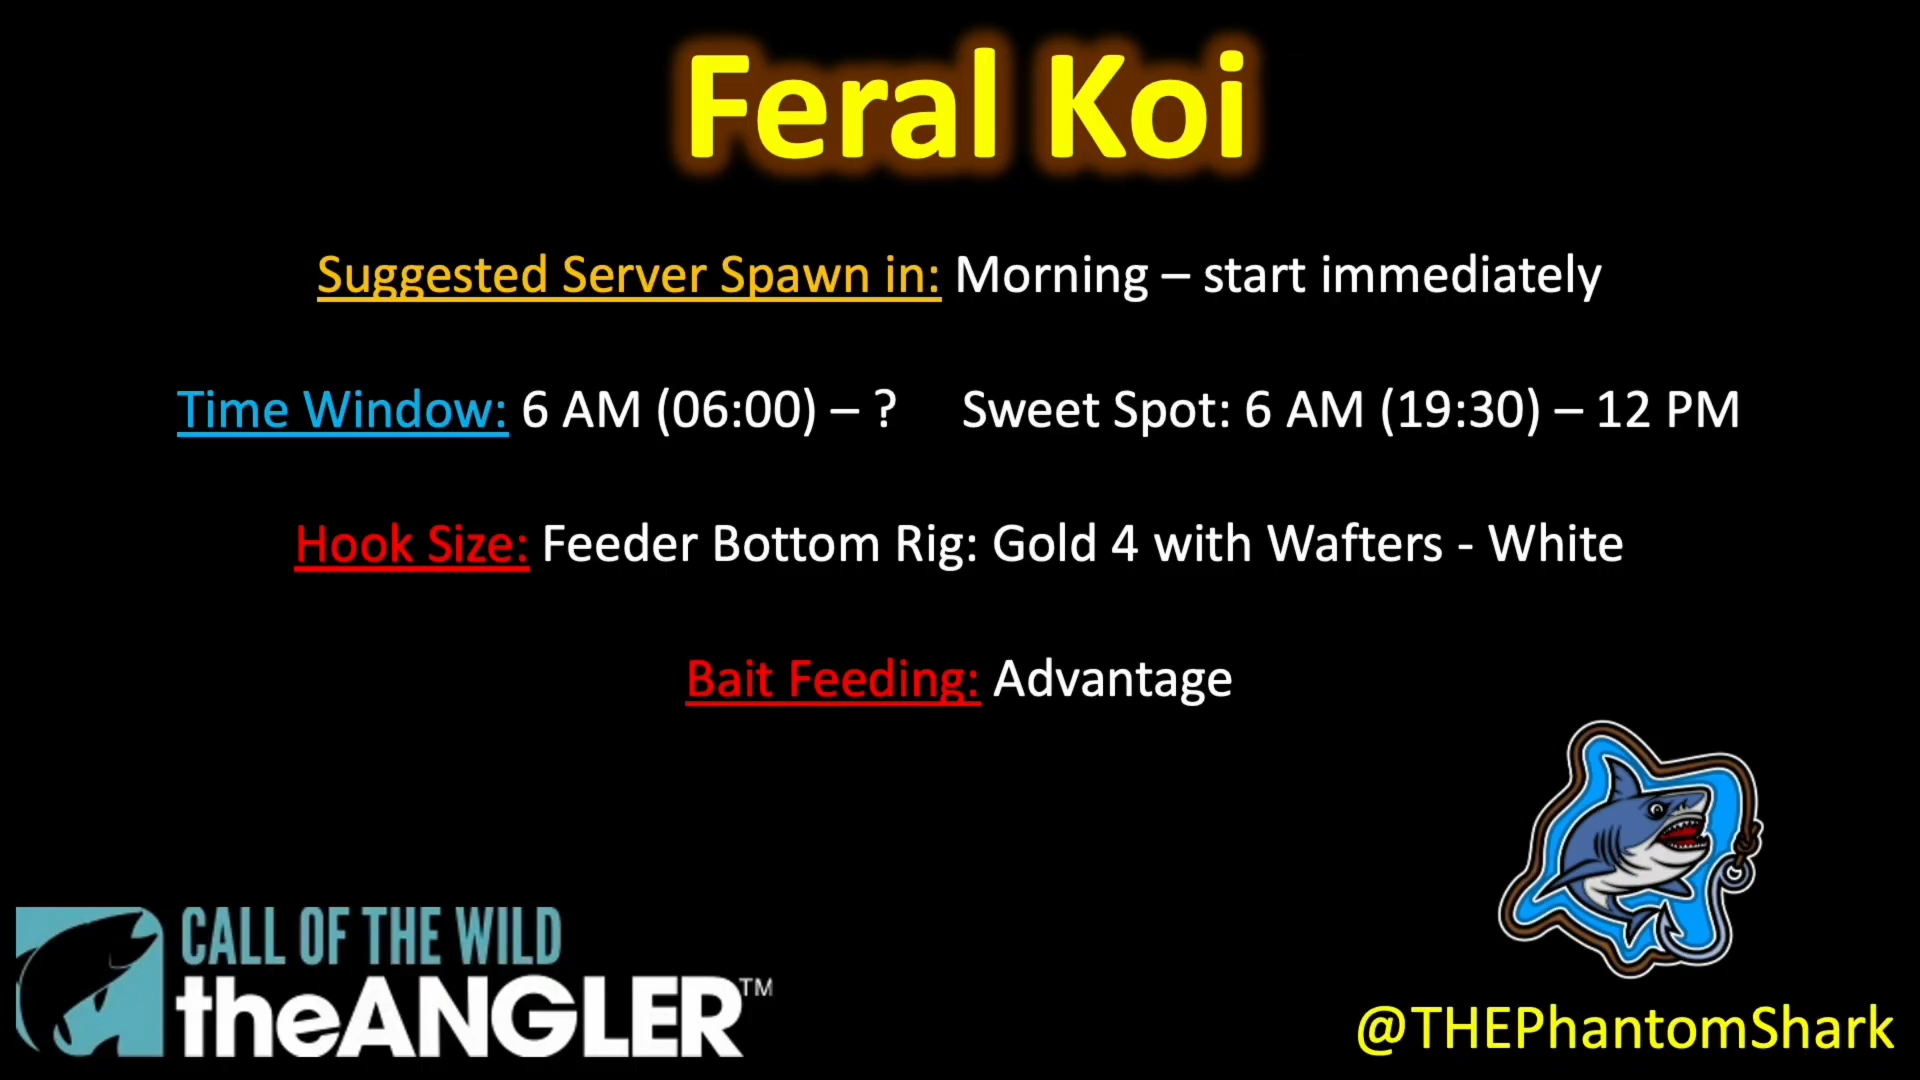 Feral Koi
Suggested Server Spawn in: Morning – start immediately
Time Window: 6 AM (06:00) – ? Sweet Spot: 6 AM (19:30) – 12 PM
Hook Size: Feeder Bottom Rig: Gold 4 with Wafters - White
Bait Feeding: Advantage
CALL OF THE WILD
theANGLER™
@THEPhantomShark